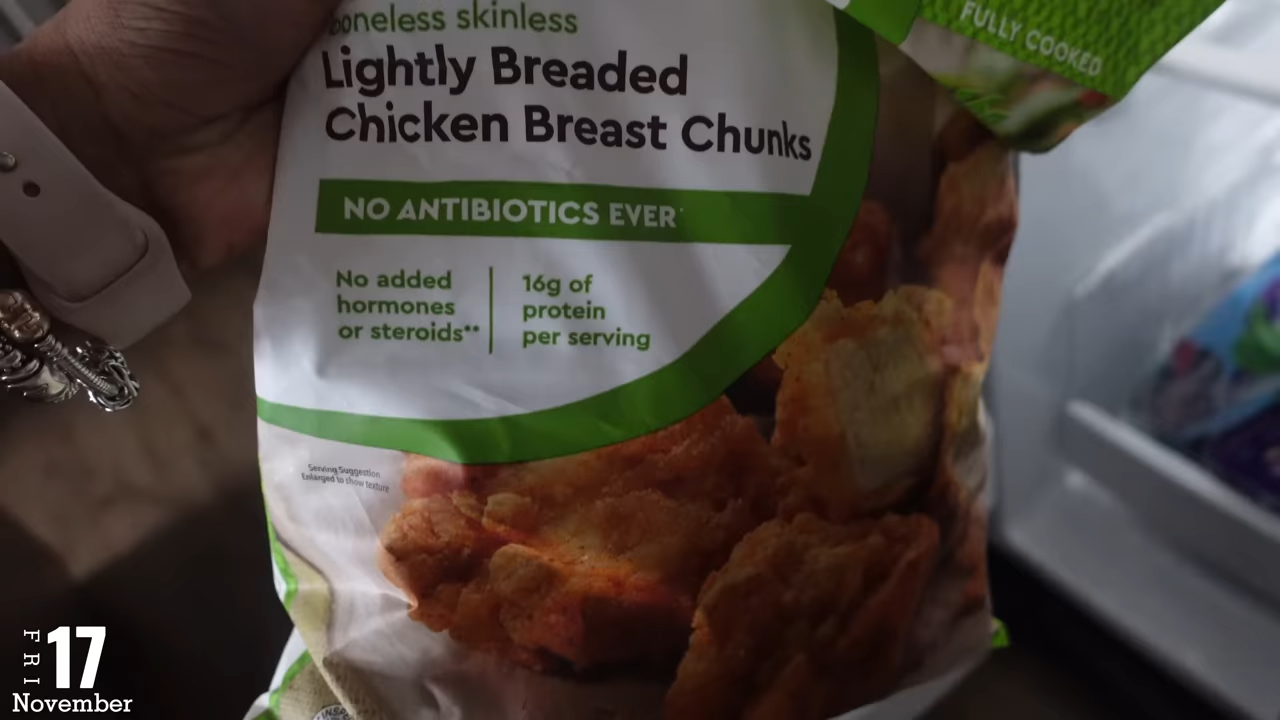 boneless skinless
FULLY COOKED
Lightly Breaded
Chicken Breast Chunks
NO ANTIBIOTICS EVER*
No added
hormones
or steroids**
16g of
protein
per serving
Serving Suggestion
Enlarged to show texture
FRI
17
November